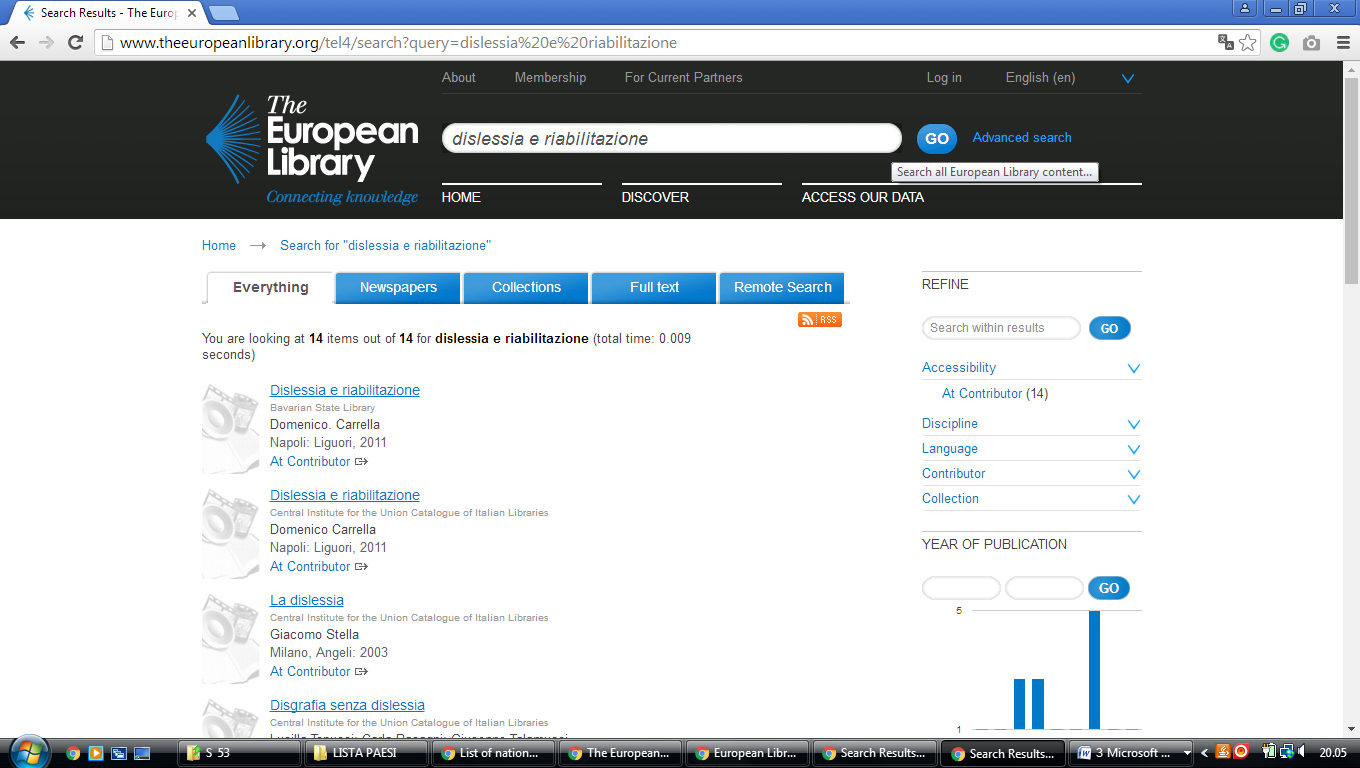 Search Results - The Europ
www.theeuropeanlibrary.org/tel4/search?query=dislessia%20e%20riabilitazione
About Membership For Current Partners Log in English (en)
The
European
Library
Connecting knowledge
dislessia e riabilitazione GO Advanced search
Search all European Library content...
HOME DISCOVER ACCESS OUR DATA
Home → Search for "dislessia e riabilitazione"
Everything Newspapers Collections Full text Remote Search
RSS
You are looking at 14 items out of 14 for dislessia e riabilitazione (total time: 0.009
seconds)
Dislessia e riabilitazione
Bavarian State Library
Domenico. Carrella
Napoli: Liguori, 2011
At Contributor
Dislessia e riabilitazione
Central Institute for the Union Catalogue of Italian Libraries
Domenico Carrella
Napoli: Liguori, 2011
At Contributor
La dislessia
Central Institute for the Union Catalogue of Italian Libraries
Giacomo Stella
Milano, Angeli: 2003
At Contributor
Disgrafia senza dislessia
Central Institute for the Union Catalogue of Italian Libraries
REFINE
Search within results GO
Accessibility
At Contributor (14)
Discipline
Language
Contributor
Collection
YEAR OF PUBLICATION
GO
5
1
S 53 LISTA PAESI List of nation... The European... European Libr... Search Results... Search Results... 3 Microsoft ... 20.05